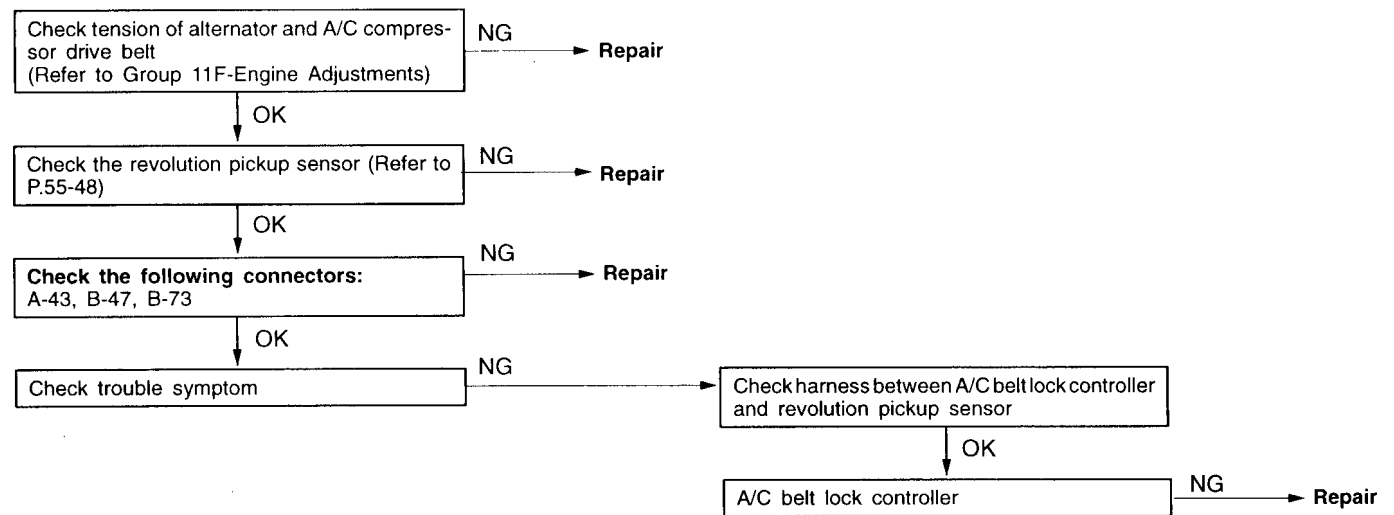 Check tension of alternator and A/C compres-
sor drive belt
(Refer to Group 11F-Engine Adjustments)
NG
Repair
OK
Check the revolution pickup sensor (Refer to
P.55-48)
NG
Repair
OK
Check the following connectors:
A-43, B-47, B-73
NG
Repair
OK
Check trouble symptom
NG
Check harness between A/C belt lock controller
and revolution pickup sensor
OK
A/C belt lock controller
NG
Repair